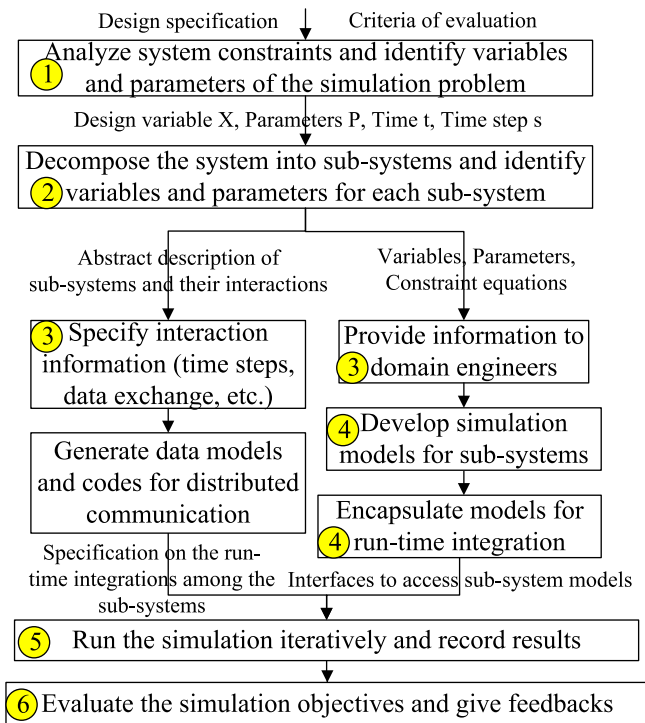 Design specification
Criteria of evaluation
Analyze system constraints and identify variables
1
and parameters of the simulation problem
Design variable X, Parameters P, Time t, Time step s
Decompose the system into sub-systems and identify
2
variables and parameters for each sub-system
Abstract description of
sub-systems and their interactions
3
Specify interaction
information (time steps,
data exchange, etc.)
Generate data models
and codes for distributed
communication
Specification on the run-
time integrations among the
sub-systems
Variables, Parameters,
Constraint equations
Provide information to
3
domain engineers
4
Develop simulation
models for sub-systems
Encapsulate models for
4
run-time integration
Interfaces to access sub-system models
5
Run the simulation iteratively and record results
6
Evaluate the simulation objectives and give feedbacks